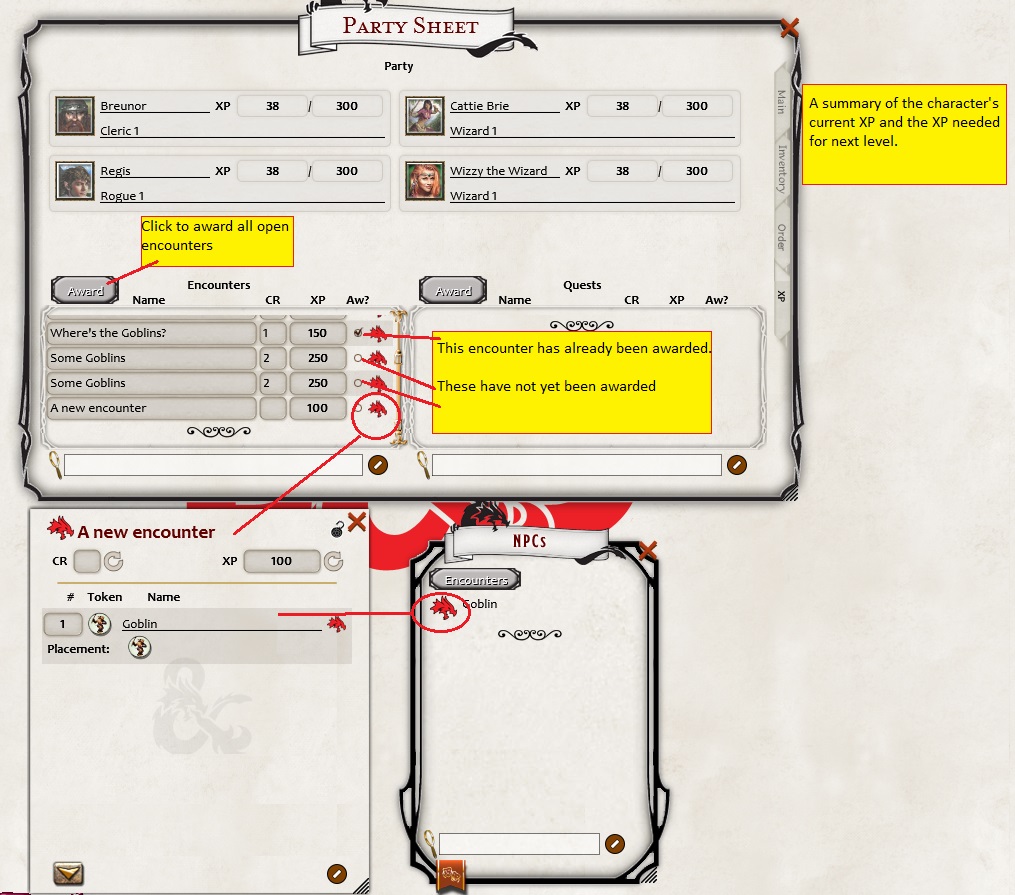 PARTY SHEET
Party
Breunor XP 38 / 300
Cleric 1
Cattie Brie XP 38 / 300
Wizard 1
Regis XP 38 / 300
Rogue 1
Wizzy the Wizard XP 38 / 300
Wizard 1
Main
Inventory
Order
XP
A summary of the character's
current XP and the XP needed
for next level.
Click to award all open
encounters
Award
Encounters
Name CR XP Aw?
Where's the Goblins? 1 150
Some Goblins 2 250
Some Goblins 2 250
A new encounter 100
Award
Quests
Name CR XP Aw?
This encounter has already been awarded.
These have not yet been awarded
A new encounter
CR XP 100
# Token Name
1 Goblin
Placement:
NPCs
Encounters
Goblin